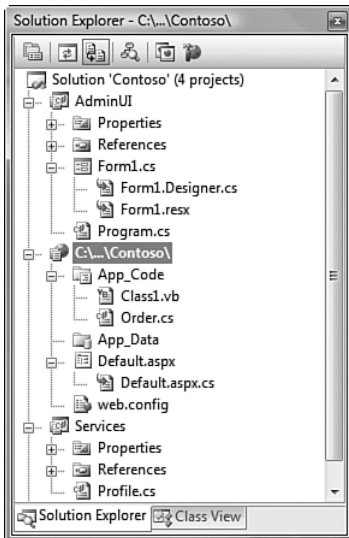 Solution Explorer - C:\...\Contoso\
Solution 'Contoso' (4 projects)
AdminUI
Properties
References
Form1.cs
Form1.Designer.cs
Form1.resx
Program.cs
C:\...\Contoso\
App_Code
Class1.vb
Order.cs
App_Data
Default.aspx
Default.aspx.cs
web.config
Services
Properties
References
Profile.cs
Solution Explorer Class View